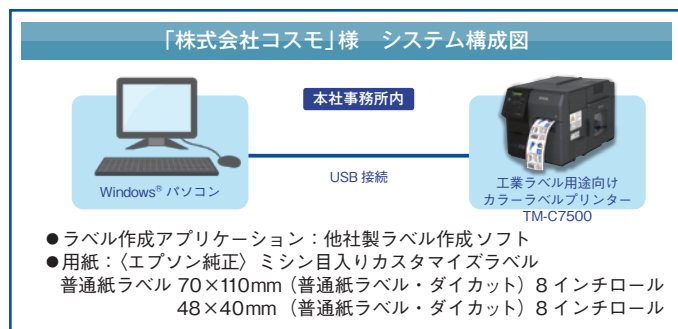 「株式会社コスモ」様　システム構成図
本社事務所内
USB 接続
Windows® パソコン
工業ラベル用途向け
カラーラベルプリンター
TM-C7500
●ラベル作成アプリケーション：他社製ラベル作成ソフト
●用紙：〈エプソン純正〉ミシン目入りカスタマイズラベル
普通紙ラベル 70×110mm（普通紙ラベル・ダイカット）8 インチロール
48×40mm （普通紙ラベル・ダイカット）8 インチロール